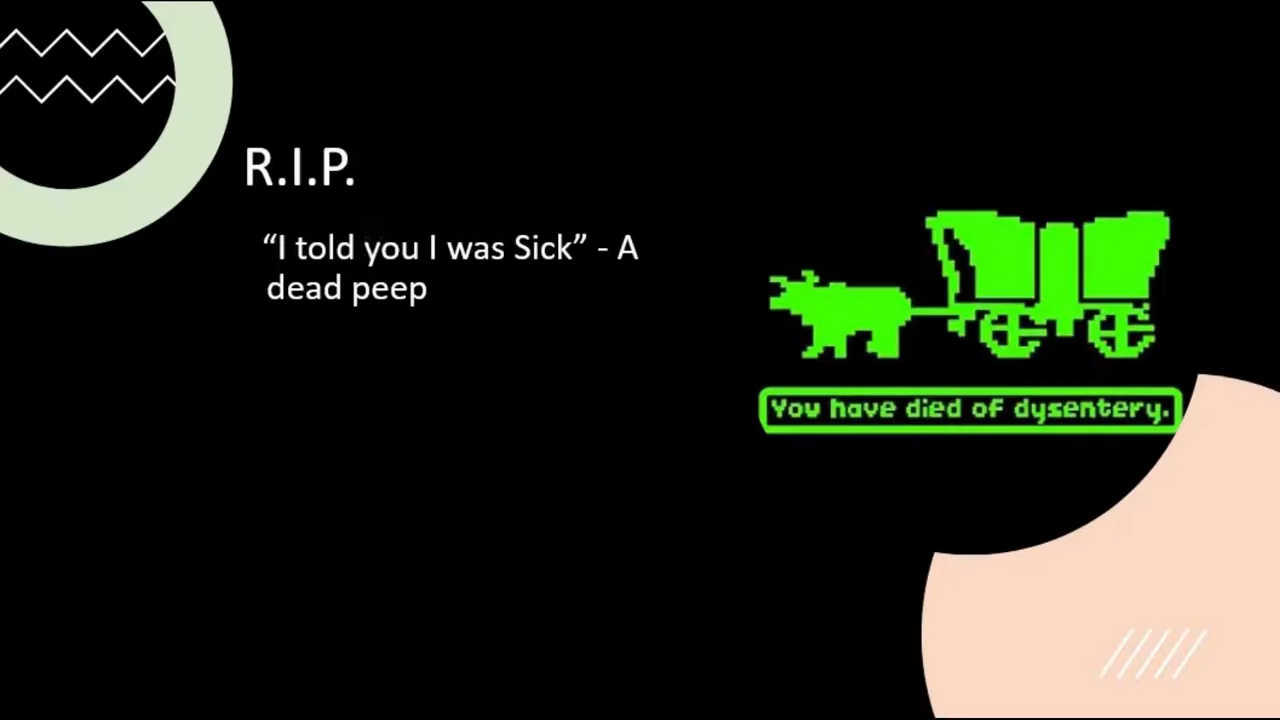 R.I.P.
“I told you I was Sick” - A
dead peep
You have died of dysentery.